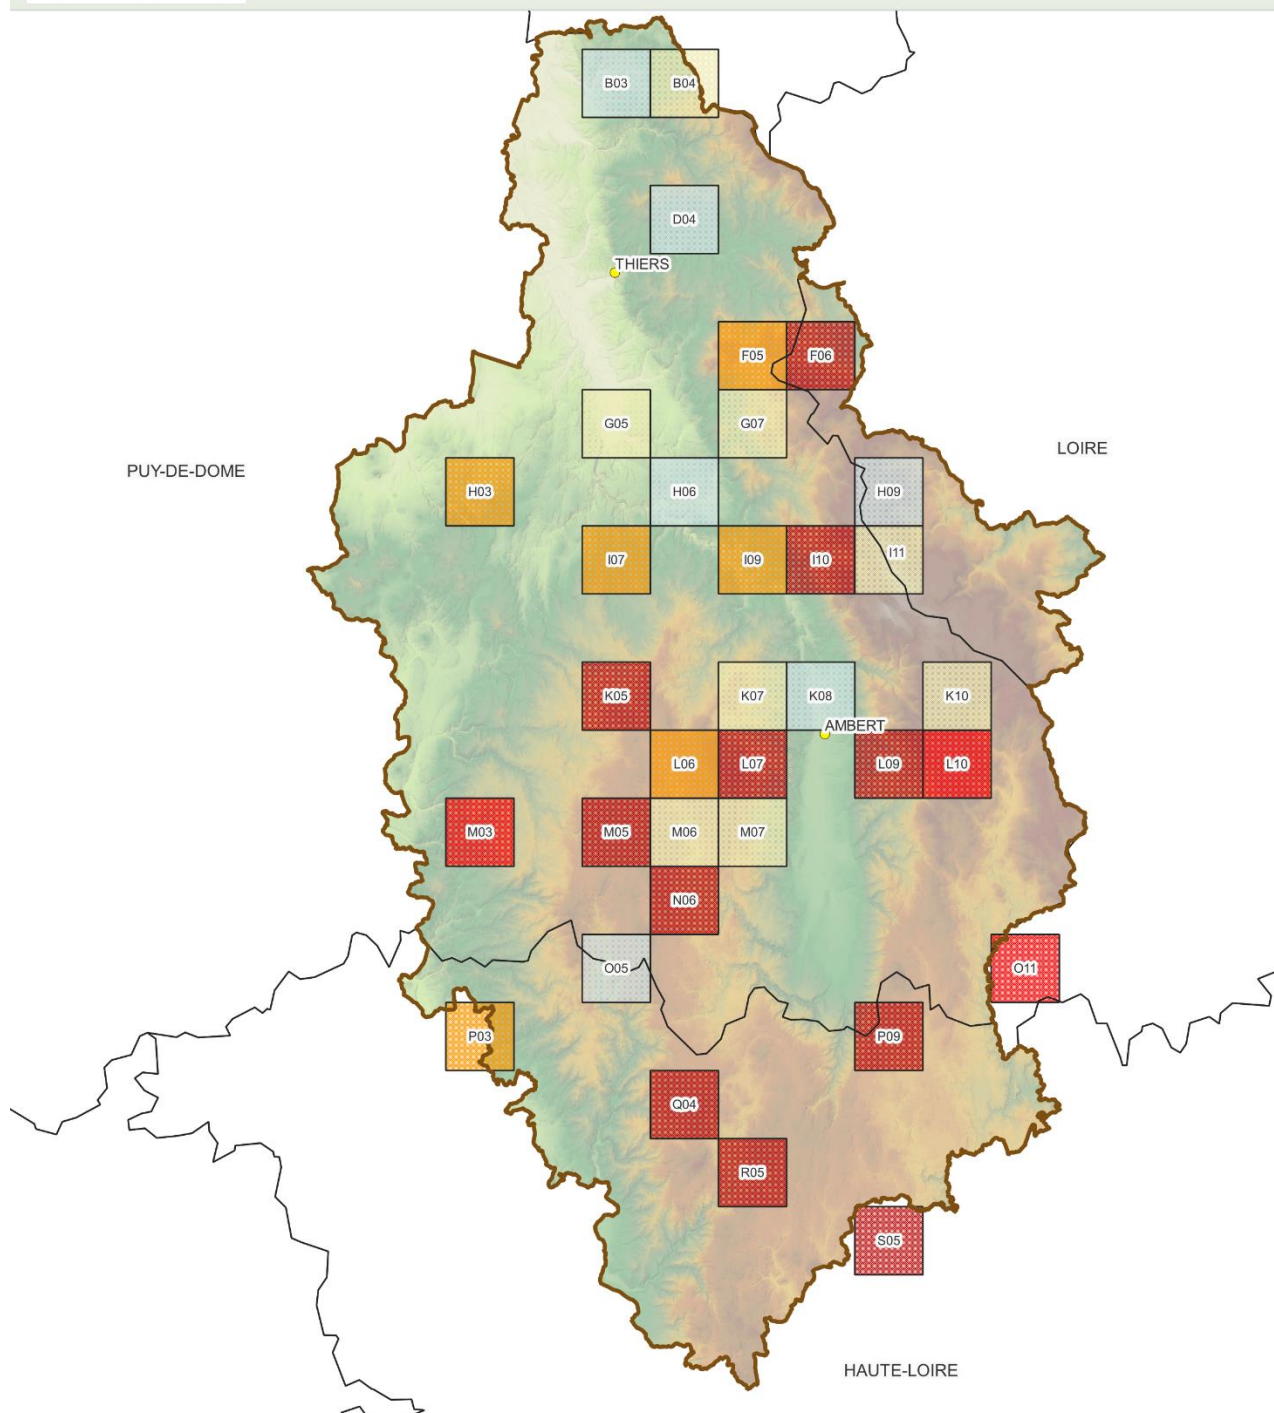 B03 B04
D04
THIERS
F05 F06
G05 G07
LOIRE
PUY-DE-DOME
H03 H06 H09
I07 I09 I10 I11
K05 K07 K08 K10
AMBERT
L06 L07 L09 L10
M03 M05 M06 M07
N06
O05 O11
P03 P09
Q04
R05
S05
HAUTE-LOIRE